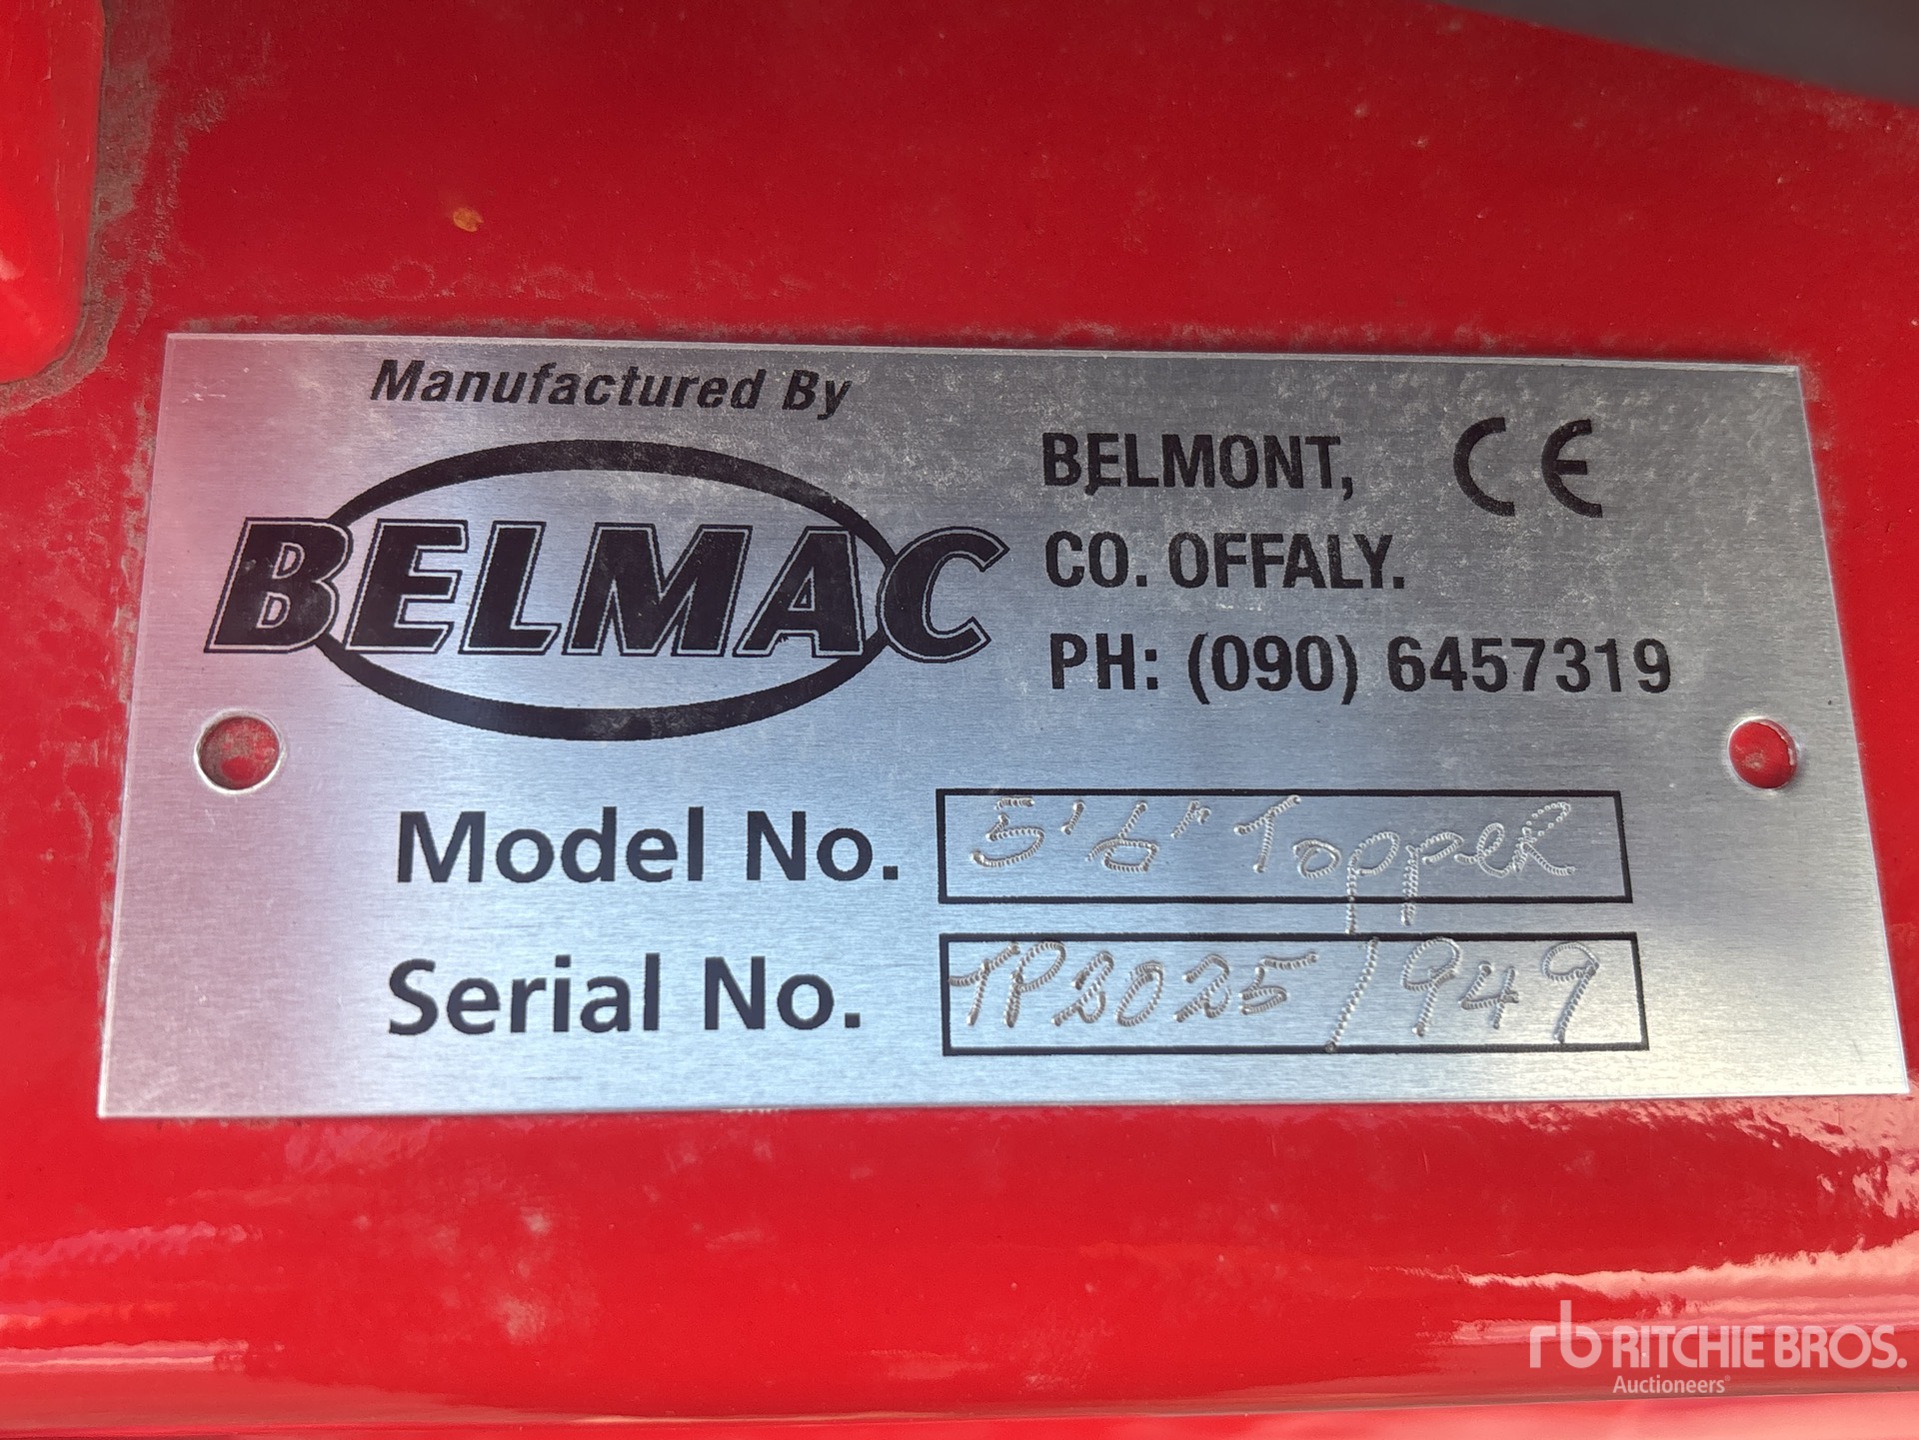 Manufactured By
BELMAC
BELMONT,
CO. OFFALY.
PH: (090) 6457319
CE
Model No. 5'6" Topper
Serial No. TP2025/949
rb RITCHIE BROS.
Auctioneers